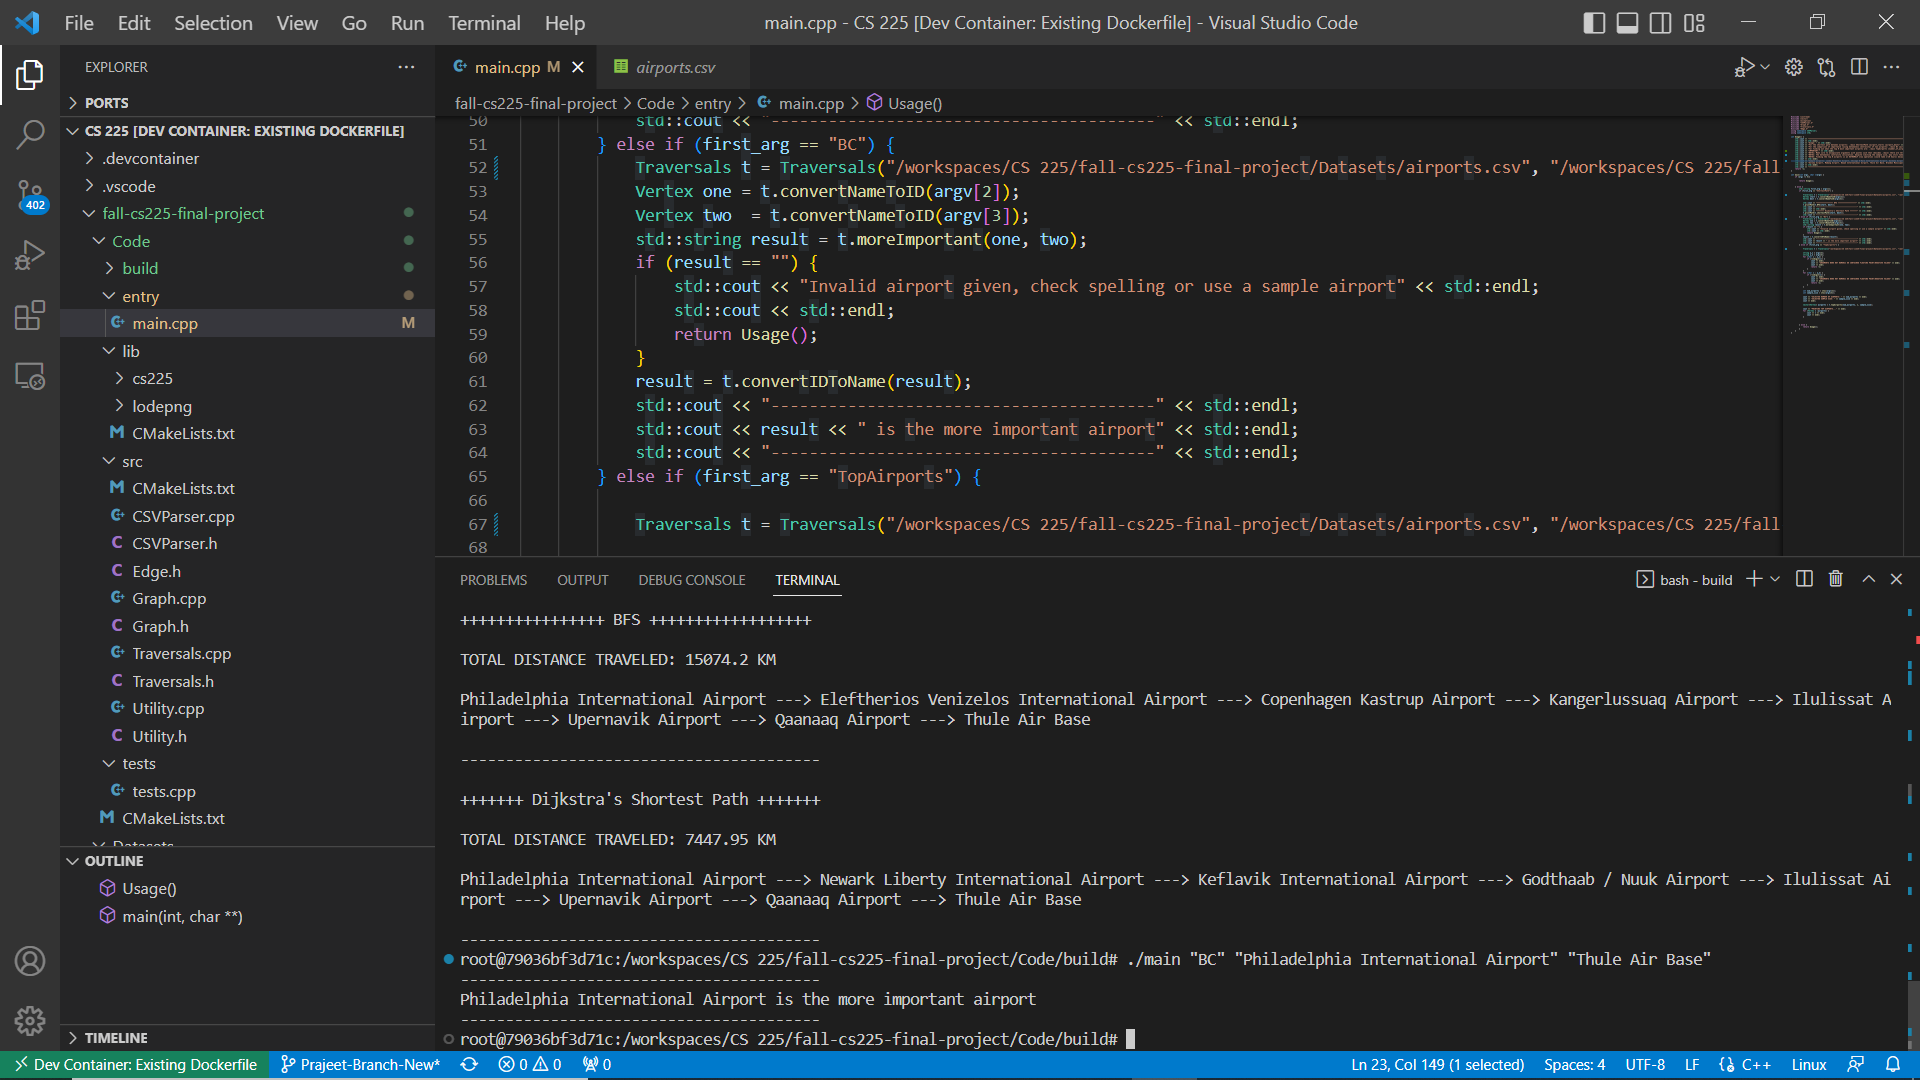 File Edit Selection View Go Run Terminal Help
main.cpp - CS 225 [Dev Container: Existing Dockerfile] - Visual Studio Code
EXPLORER
PORTS
CS 225 [DEV CONTAINER: EXISTING DOCKERFILE]
.devcontainer
.vscode
402
fall-cs225-final-project
Code
build
entry
main.cpp M
lib
cs225
lodepng
CMakeLists.txt
src
CMakeLists.txt
CSVParser.cpp
CSVParser.h
Edge.h
Graph.cpp
Graph.h
Traversals.cpp
Traversals.h
Utility.cpp
Utility.h
tests
tests.cpp
CMakeLists.txt
Datasets
OUTLINE
Usage()
main(int, char **)
TIMELINE
main.cpp M airports.csv
fall-cs225-final-project > Code > entry > main.cpp > Usage()
50 std::cout << "----------------------------------------" << std::endl;
51 } else if (first_arg == "BC") {
52 Traversals t = Traversals("/workspaces/CS 225/fall-cs225-final-project/Datasets/airports.csv", "/workspaces/CS 225/fall
53 Vertex one = t.convertNameToID(argv[2]);
54 Vertex two  = t.convertNameToID(argv[3]);
55 std::string result = t.moreImportant(one, two);
56 if (result == "") {
57 std::cout << "Invalid airport given, check spelling or use a sample airport" << std::endl;
58 std::cout << std::endl;
59 return Usage();
60 }
61 result = t.convertIDToName(result);
62 std::cout << "----------------------------------------" << std::endl;
63 std::cout << result << " is the more important airport" << std::endl;
64 std::cout << "----------------------------------------" << std::endl;
65 } else if (first_arg == "TopAirports") {
66
67 Traversals t = Traversals("/workspaces/CS 225/fall-cs225-final-project/Datasets/airports.csv", "/workspaces/CS 225/fall
68
PROBLEMS OUTPUT DEBUG CONSOLE TERMINAL
bash - build
++++++++++++++++ BFS ++++++++++++++++++
TOTAL DISTANCE TRAVELED: 15074.2 KM
Philadelphia International Airport ---> Eleftherios Venizelos International Airport ---> Copenhagen Kastrup Airport ---> Kangerlussuaq Airport ---> Ilulissat A
irport ---> Upernavik Airport ---> Qaanaaq Airport ---> Thule Air Base
----------------------------------------
+++++++ Dijkstra's Shortest Path +++++++
TOTAL DISTANCE TRAVELED: 7447.95 KM
Philadelphia International Airport ---> Newark Liberty International Airport ---> Keflavik International Airport ---> Godthaab / Nuuk Airport ---> Ilulissat Ai
rport ---> Upernavik Airport ---> Qaanaaq Airport ---> Thule Air Base
----------------------------------------
root@79036bf3d71c:/workspaces/CS 225/fall-cs225-final-project/Code/build# ./main "BC" "Philadelphia International Airport" "Thule Air Base"
----------------------------------------
Philadelphia International Airport is the more important airport
----------------------------------------
root@79036bf3d71c:/workspaces/CS 225/fall-cs225-final-project/Code/build#
Dev Container: Existing Dockerfile Prajeet-Branch-New* 0 0 0 Ln 23, Col 149 (1 selected) Spaces: 4 UTF-8 LF C++ Linux